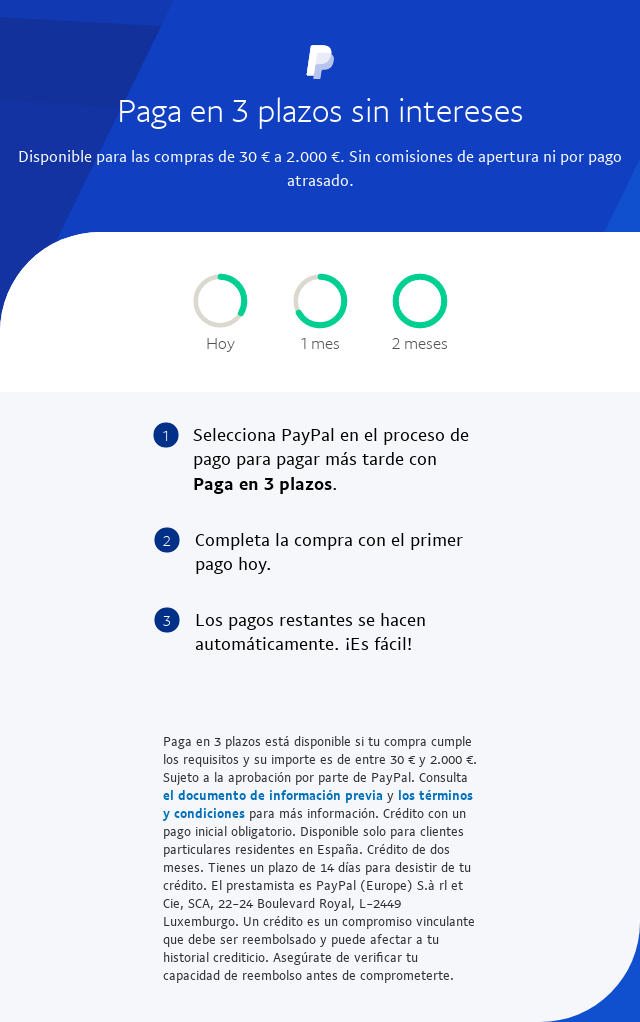 Paga en 3 plazos sin intereses
Disponible para las compras de 30 € a 2.000 €. Sin comisiones de apertura ni por pago
atrasado.
Hoy
1 mes
2 meses
1
Selecciona PayPal en el proceso de
pago para pagar más tarde con
Paga en 3 plazos.
2
Completa la compra con el primer
pago hoy.
3
Los pagos restantes se hacen
automáticamente. ¡Es fácil!
Paga en 3 plazos está disponible si tu compra cumple
los requisitos y su importe es de entre 30 € y 2.000 €.
Sujeto a la aprobación por parte de PayPal. Consulta
el documento de información previa y los términos
y condiciones para más información. Crédito con un
pago inicial obligatorio. Disponible solo para clientes
particulares residentes en España. Crédito de dos
meses. Tienes un plazo de 14 días para desistir de tu
crédito. El prestamista es PayPal (Europe) S.à rl et
Cie, SCA, 22-24 Boulevard Royal, L-2449
Luxemburgo. Un crédito es un compromiso vinculante
que debe ser reembolsado y puede afectar a tu
historial crediticio. Asegúrate de verificar tu
capacidad de reembolso antes de comprometerte.